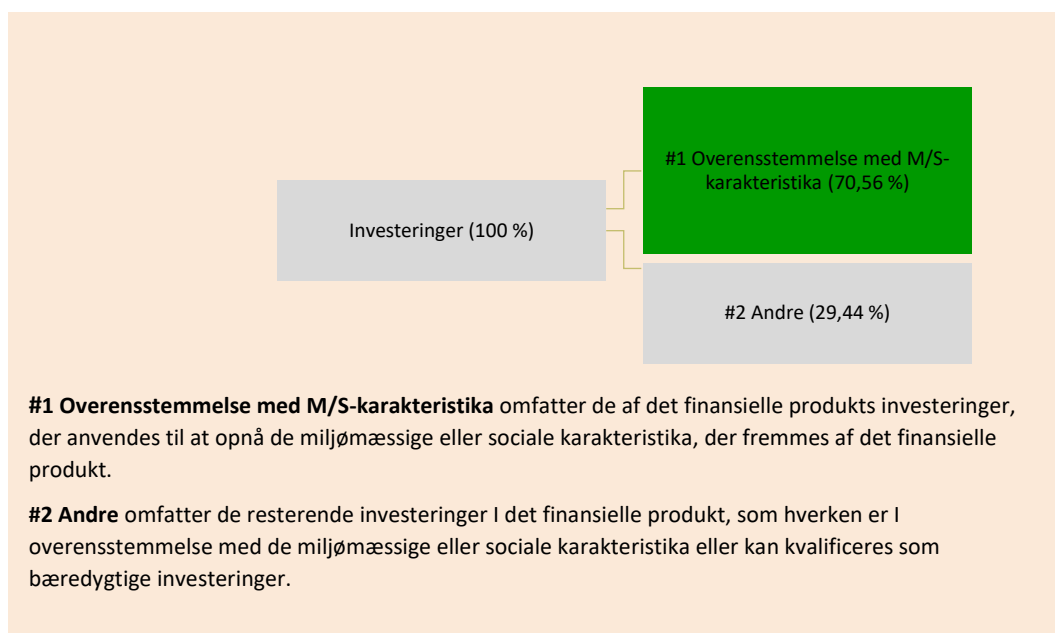 #1 Overensstemmelse med M/S-
karakteristika (70,56 %)
Investeringer (100 %)
#2 Andre (29,44 %)
#1 Overensstemmelse med M/S-karakteristika omfatter de af det finansielle produkts investeringer,
der anvendes til at opnå de miljømæssige eller sociale karakteristika, der fremmes af det finansielle
produkt.
#2 Andre omfatter de resterende investeringer I det finansielle produkt, som hverken er I
overensstemmelse med de miljømæssige eller sociale karakteristika eller kan kvalificeres som
bæredygtige investeringer.